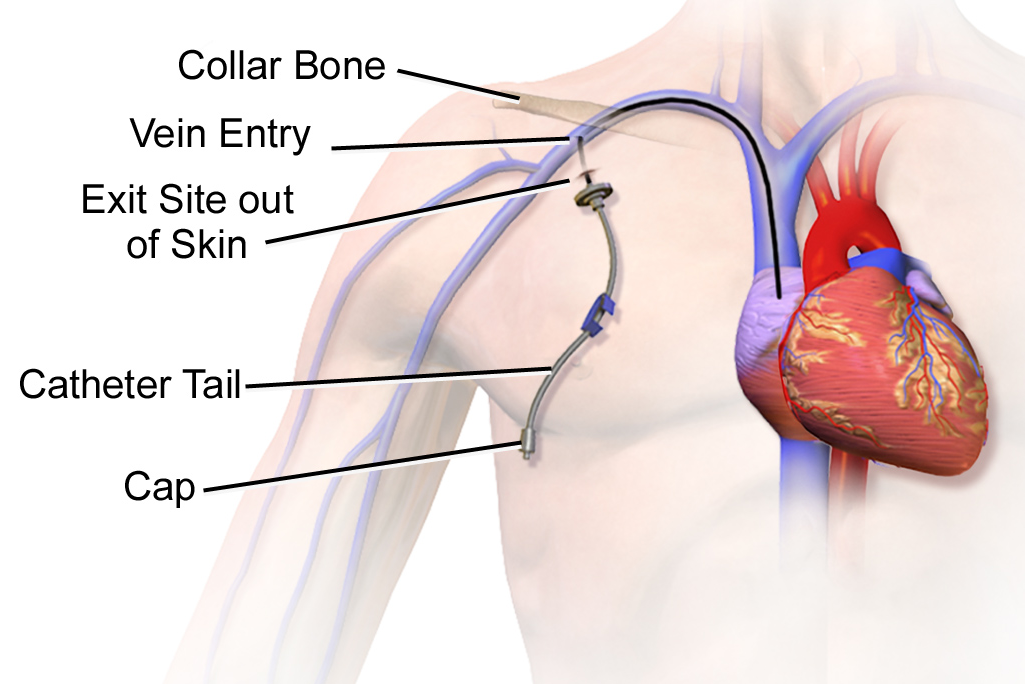 Collar Bone
Vein Entry
Exit Site out
of Skin
Catheter Tail
Cap